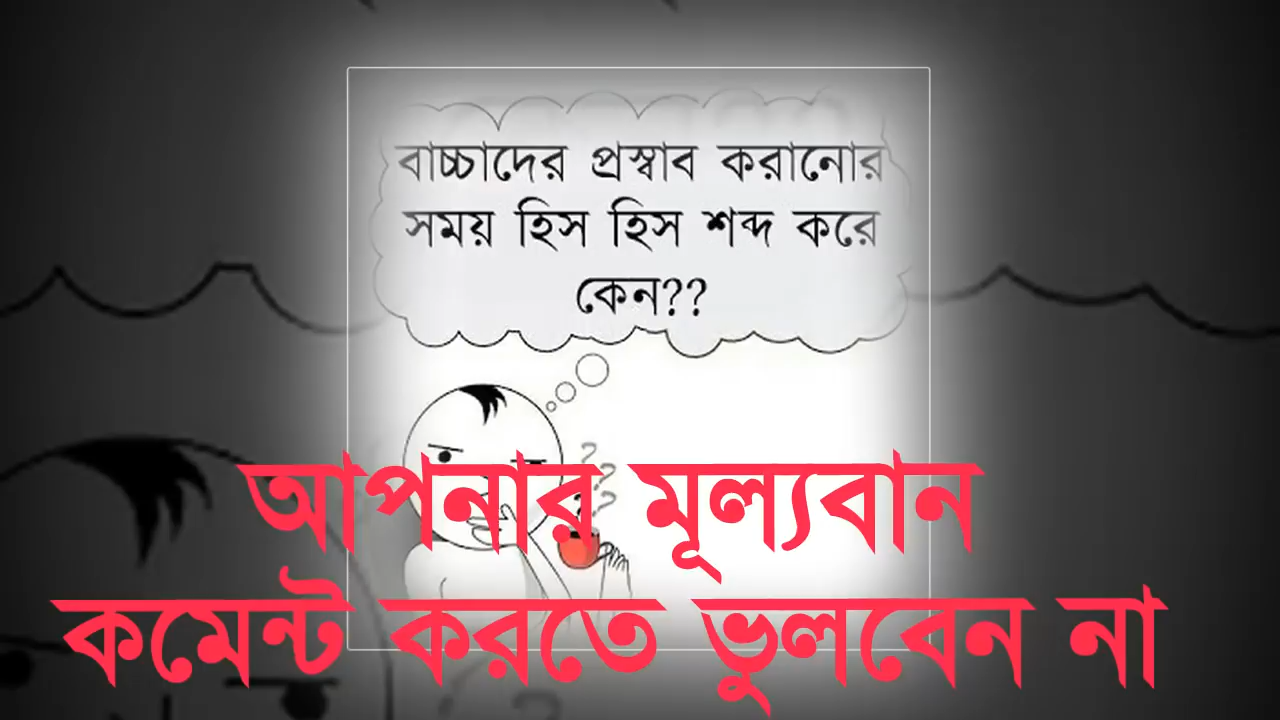 বাচ্চাদের প্রস্বাব করানোর
সময় হিস হিস শব্দ করে
কেন??
আপনার মূল্যবান
কমেন্ট করতে ভুলবেন না